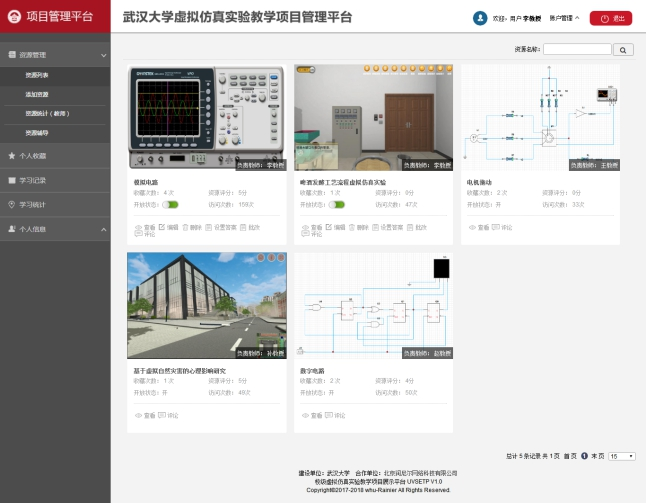 项目管理平台
武汉大学虚拟仿真实验教学项目管理平台
欢迎，用户 李教授
账户管理
退出
资源管理
资源列表
添加资源
资源统计（教师）
资源辅导
个人收藏
学习记录
学习统计
个人信息
资源名称：
负责教师： 李教授
模拟电路
收藏次数： 4 次 资源评分： 5分
开放状态： 访问次数： 159次
查看 编辑 删除 设置答案 批改
评论
负责教师： 李教授
啤酒发酵工艺流程虚拟仿真实验
收藏次数： 1 次 资源评分： 0分
开放状态： 访问次数： 47次
查看 编辑 删除 设置答案 批改
评论
负责教师： 王教授
电机振动
收藏次数： 2 次 资源评分： 0分
开放状态： 开 访问次数： 33次
查看 评论
负责教师： 孙教授
基于虚拟自然灾害的心理影响研究
收藏次数： 1 次 资源评分： 5分
开放状态： 开 访问次数： 49次
查看 评论
负责教师： 赵教授
数字电路
收藏次数： 2 次 资源评分： 4分
开放状态： 开 访问次数： 50次
查看 评论
总计 5 条记录 共 1 页 首 页 1 末 页 15
建设单位： 武汉大学 合作单位： 北京润尼尔网络科技有限公司
校级虚拟仿真实验教学项目展示平台 UVSETP V1.0
Copyright©2017-2018 whu-Rainier All Rights Reserved.